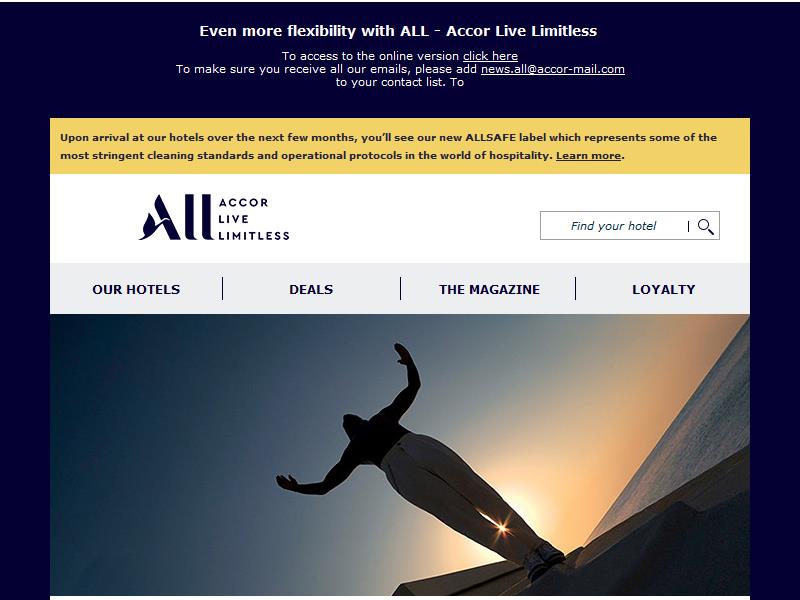 Even more flexibility with ALL - Accor Live Limitless
To access to the online version click here
To make sure you receive all our emails, please add news.all@accor-mail.com
to your contact list. To
Upon arrival at our hotels over the next few months, you’ll see our new ALLSAFE label which represents some of the
most stringent cleaning standards and operational protocols in the world of hospitality. Learn more.
All ACCOR
LIVE
LIMITLESS
Find your hotel
OUR HOTELS
DEALS
THE MAGAZINE
LOYALTY